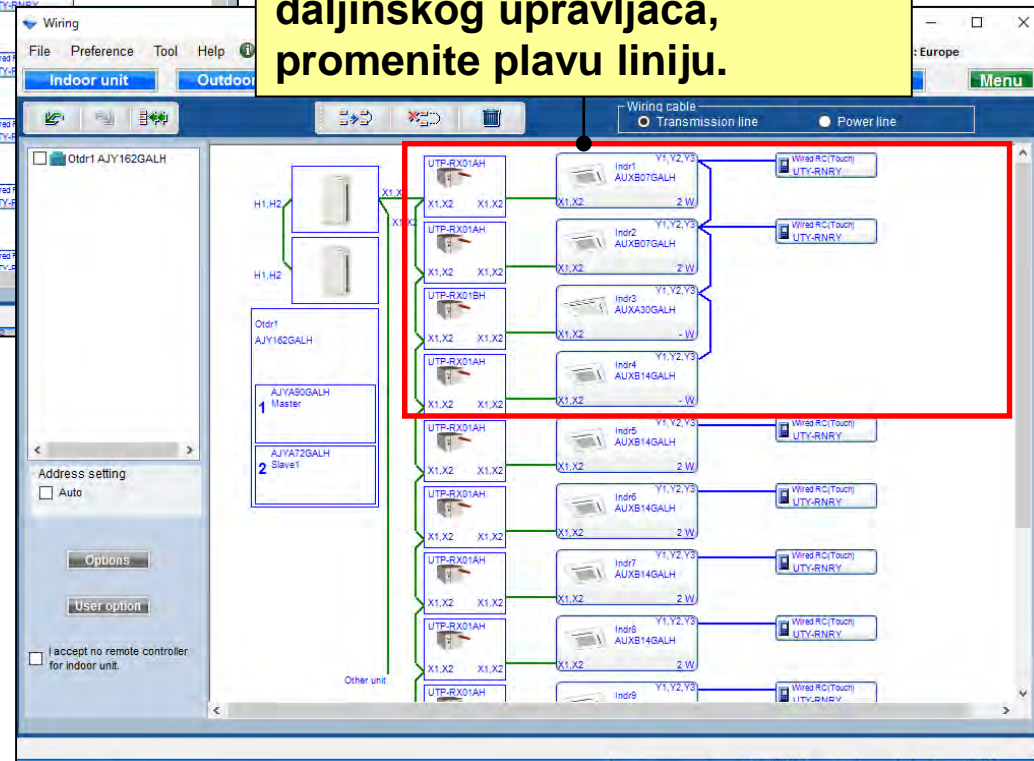 daljinskog upravljača,
promenite plavu liniju.
Wiring
File Preference Tool Help
: Europe
Indoor unit
Menu
Wiring cable
Transmission line
Power line
Otdr1 AJY162GALH
Address setting
Auto
Options
User option
I accept no remote controller
for indoor unit.
H1,H2
H1,H2
Otdr1
AJY162GALH
AJYA90GALH
1 Master
AJYA72GALH
2 Slave1
Other unit
UTP-RX01AH
X1,X2 X1,X2
Indr1
AUXB07GALH
Y1,Y2,Y3
X1,X2 2 W
Wired RC(Touch)
UTY-RNRY
UTP-RX01AH
X1,X2 X1,X2
Indr2
AUXB07GALH
Y1,Y2,Y3
X1,X2 2 W
Wired RC(Touch)
UTY-RNRY
UTP-RX01BH
X1,X2 X1,X2
Indr3
AUXA30GALH
Y1,Y2,Y3
X1,X2 - W
UTP-RX01AH
X1,X2 X1,X2
Indr4
AUXB14GALH
Y1,Y2,Y3
X1,X2 - W
UTP-RX01AH
X1,X2 X1,X2
Indr5
AUXB14GALH
Y1,Y2,Y3
X1,X2 2 W
Wired RC(Touch)
UTY-RNRY
UTP-RX01AH
X1,X2 X1,X2
Indr6
AUXB14GALH
Y1,Y2,Y3
X1,X2 2 W
Wired RC(Touch)
UTY-RNRY
UTP-RX01AH
X1,X2 X1,X2
Indr7
AUXB14GALH
Y1,Y2,Y3
X1,X2 2 W
Wired RC(Touch)
UTY-RNRY
UTP-RX01AH
X1,X2 X1,X2
Indr8
AUXB14GALH
Y1,Y2,Y3
X1,X2 2 W
Wired RC(Touch)
UTY-RNRY
UTP-RX01AH
Indr9
Y1,Y2,Y3
Wired RC(Touch)
UTY-RNRY